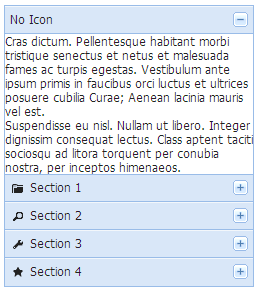 No Icon
Cras dictum. Pellentesque habitant morbi
tristique senectus et netus et malesuada
fames ac turpis egestas. Vestibulum ante
ipsum primis in faucibus orci luctus et ultrices
posuere cubilia Curae; Aenean lacinia mauris
vel est.
Suspendisse eu nisl. Nullam ut libero. Integer
dignissim consequat lectus. Class aptent taciti
sociosqu ad litora torquent per conubia
nostra, per inceptos himenaeos.
Section 1
Section 2
Section 3
Section 4